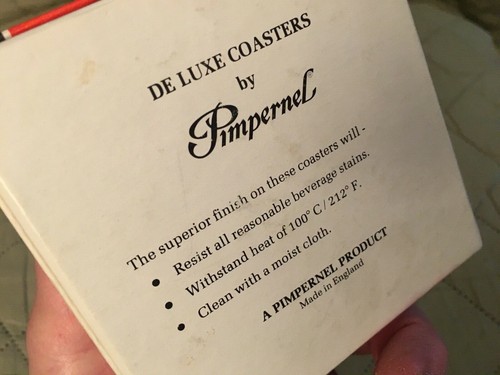 DE LUXE COASTERS
by
Pimpernel
The superior finish on these coasters will -
• Resist all reasonable beverage stains.
• Withstand heat of 100° C / 212° F.
• Clean with a moist cloth.
A PIMPERNEL PRODUCT
Made in England